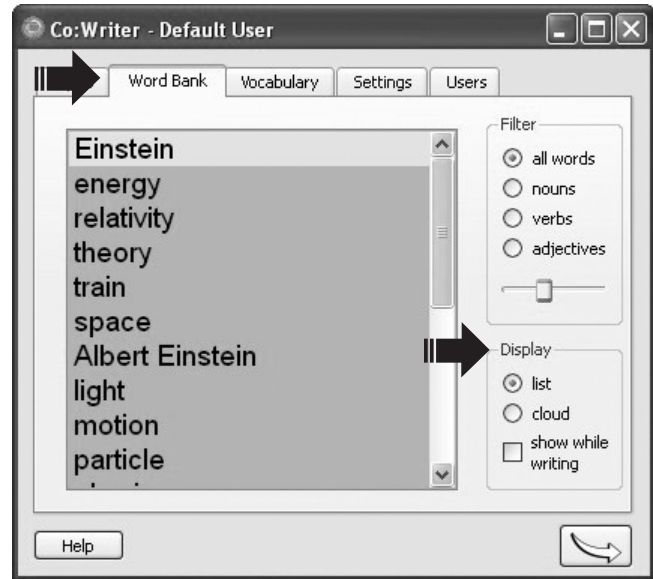 Co:Writer - Default User
Word Bank
Vocabulary
Settings
Users
Einstein
energy
relativity
theory
train
space
Albert Einstein
light
motion
particle
Filter
all words
nouns
verbs
adjectives
Display
list
cloud
show while
writing
Help